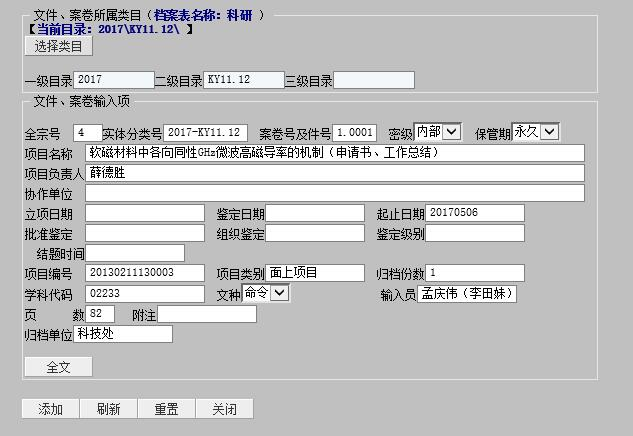 文件、案卷所属类目（档案表名称：科研 ）
【当前目录：2017\KY11.12\ 】
选择类目
一级目录 2017 二级目录 KY11.12 三级目录
文件、案卷输入项
全宗号 4 实体分类号 2017-KY11.12 案卷号及件号 1.0001 密级 内部 保管期 永久
项目名称 软磁材料中各向同性GHz微波高磁导率的机制（申请书、工作总结）
项目负责人 薛德胜
协作单位
立项日期 鉴定日期 起止日期 20170506
批准鉴定 组织鉴定 鉴定级别
结题时间
项目编号 20130211130003 项目类别 面上项目 归档份数 1
学科代码 02233 文种 命令 输入员 孟庆伟（李田妹）
页 数 82 附注
归档单位 科技处
全文
添加 刷新 重置 关闭